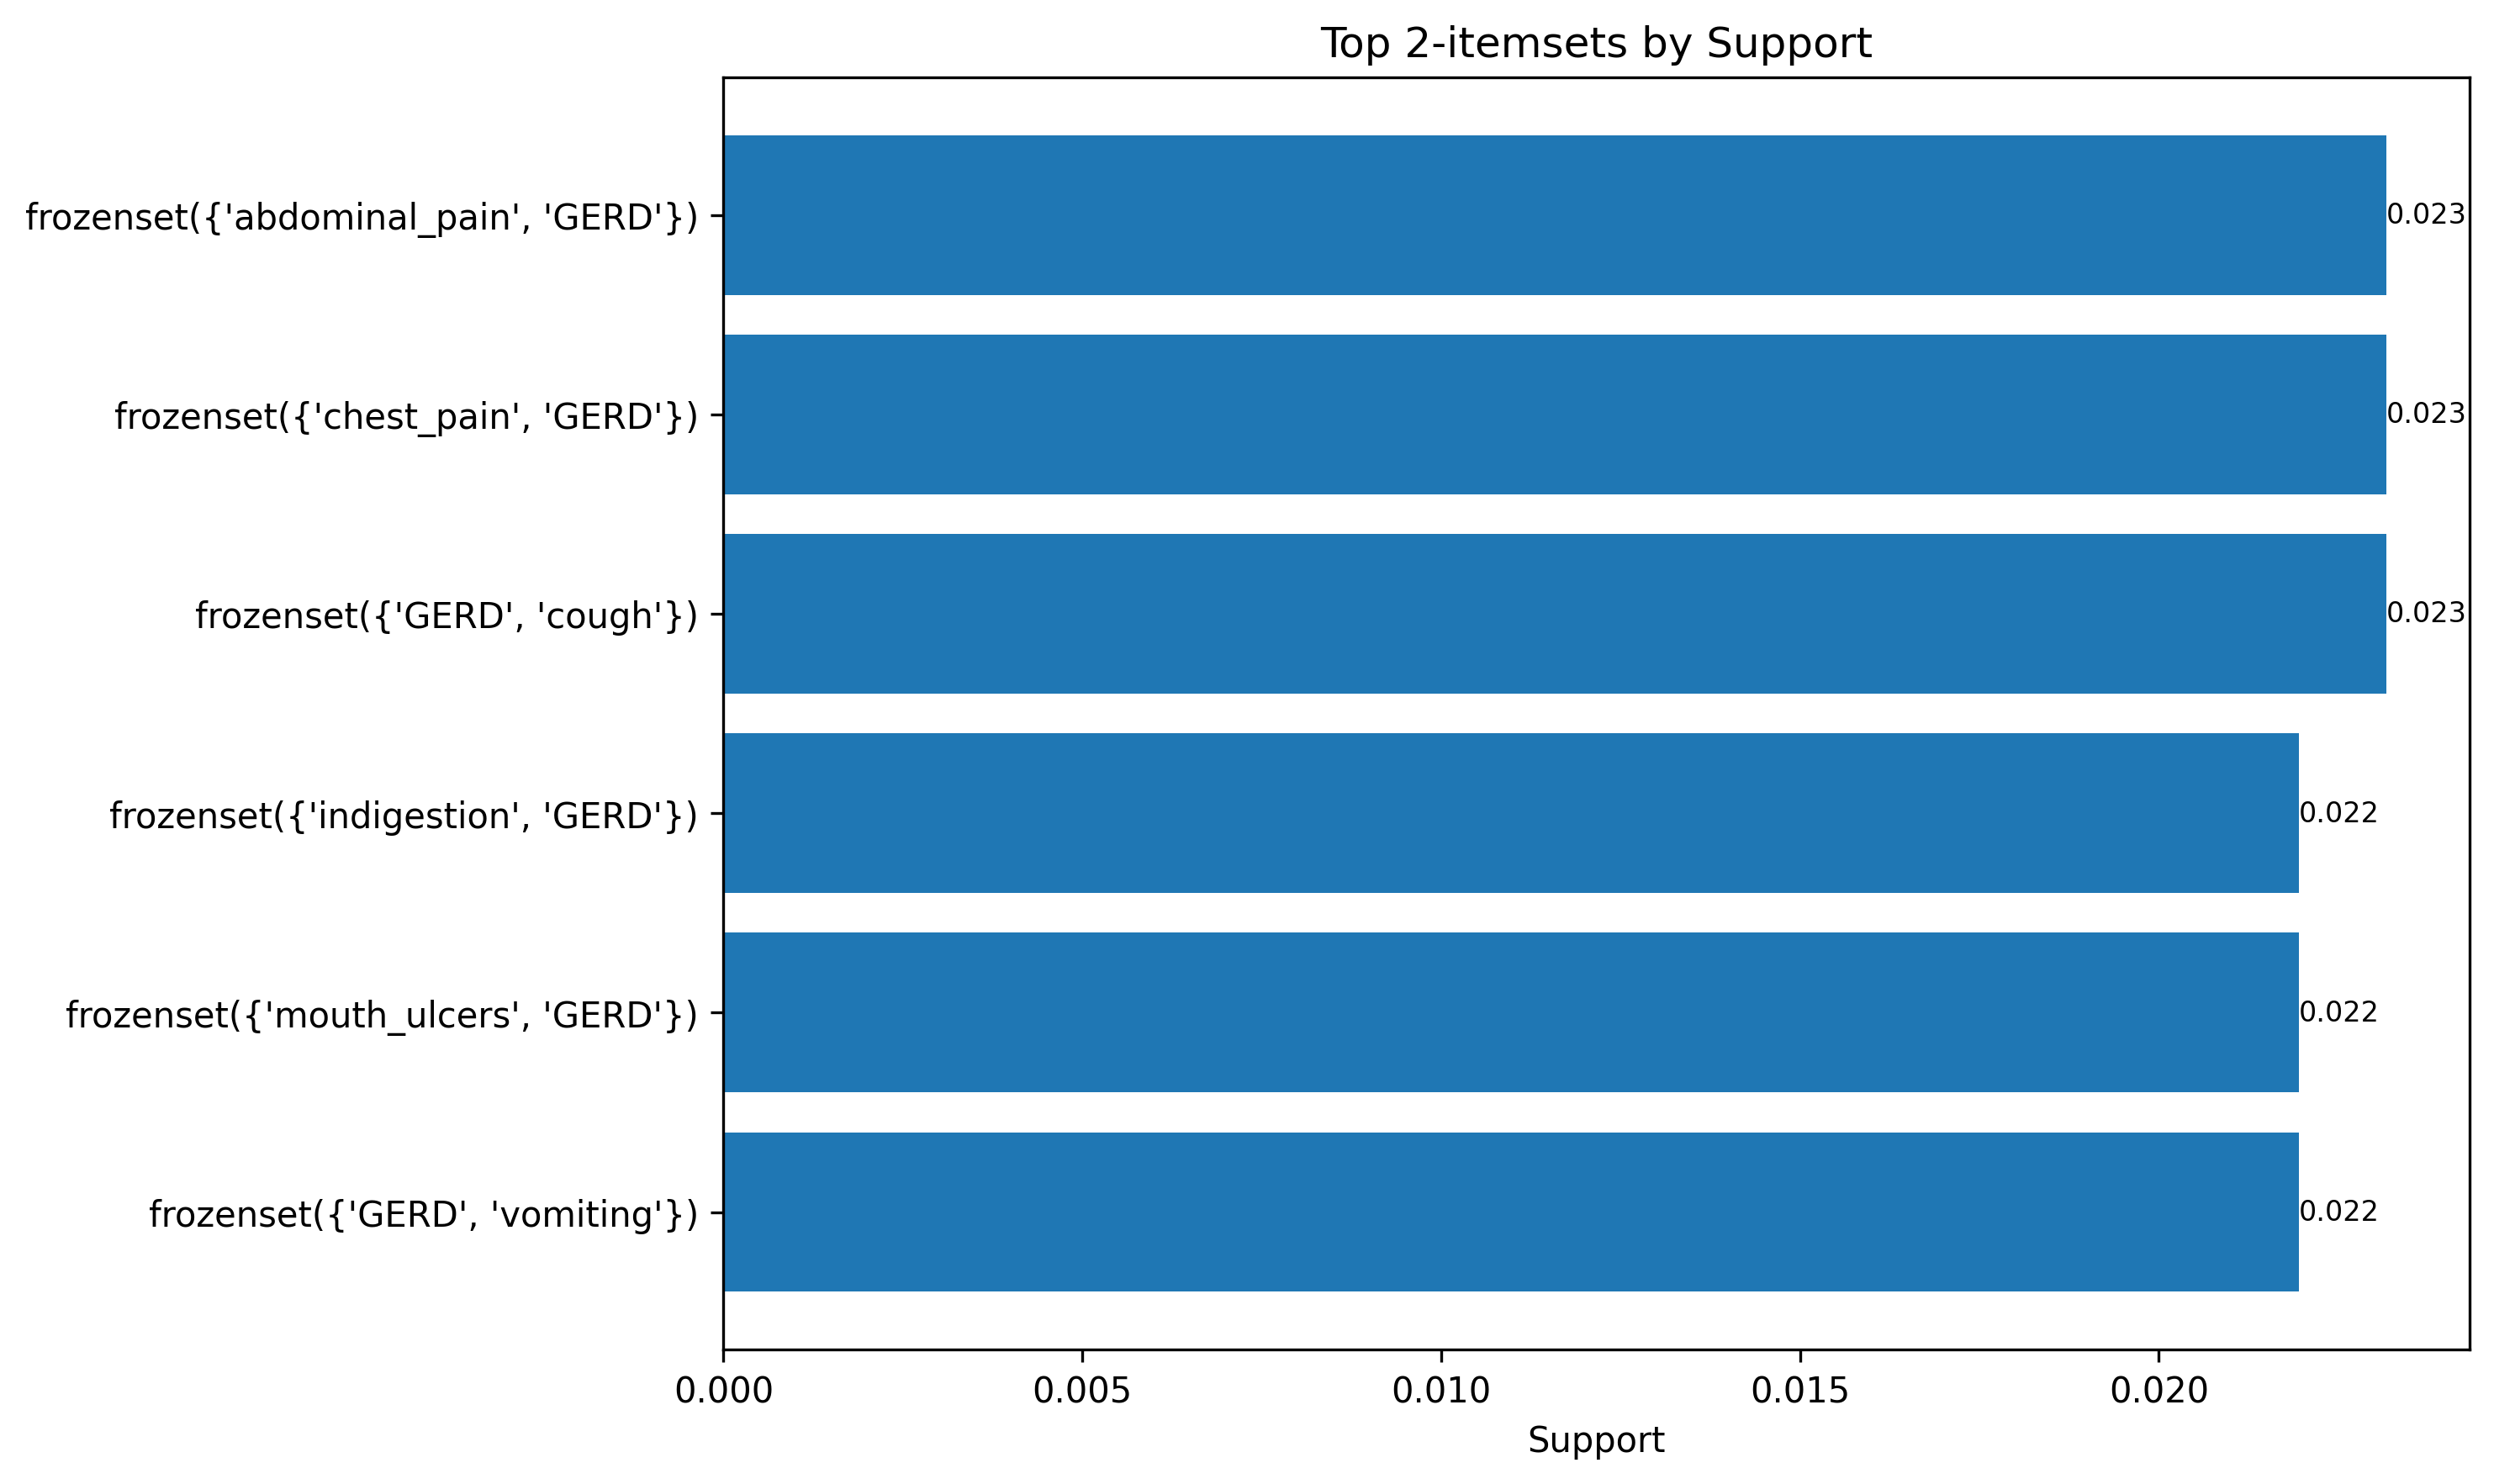 Top 2-itemsets by Support
frozenset({'abdominal_pain', 'GERD'})
0.023
frozenset({'chest_pain', 'GERD'})
0.023
frozenset({'GERD', 'cough'})
0.023
frozenset({'indigestion', 'GERD'})
0.022
frozenset({'mouth_ulcers', 'GERD'})
0.022
frozenset({'GERD', 'vomiting'})
0.022
0.000 0.005 0.010 0.015 0.020
Support